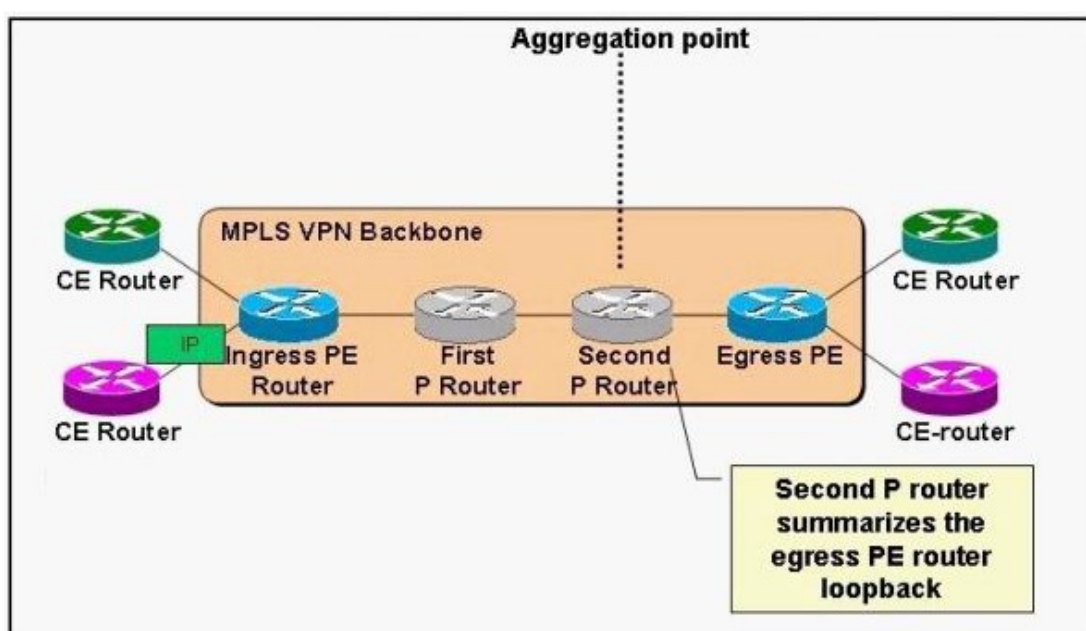 Aggregation point
MPLS VPN Backbone
CE Router
CE Router
IP
Ingress PE
Router
First
P Router
Second
P Router
Egress PE
CE Router
CE-router
Second P router
summarizes the
egress PE router
loopback